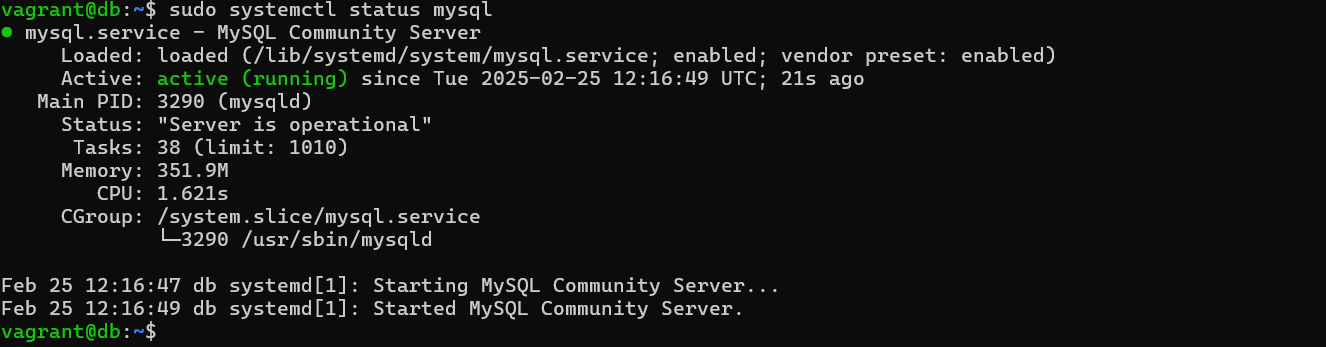 vagrant@db:~$ sudo systemctl status mysql
● mysql.service - MySQL Community Server
     Loaded: loaded (/lib/systemd/system/mysql.service; enabled; vendor preset: enabled)
     Active: active (running) since Tue 2025-02-25 12:16:49 UTC; 21s ago
   Main PID: 3290 (mysqld)
     Status: "Server is operational"
      Tasks: 38 (limit: 1010)
     Memory: 351.9M
        CPU: 1.621s
     CGroup: /system.slice/mysql.service
             └─3290 /usr/sbin/mysqld

Feb 25 12:16:47 db systemd[1]: Starting MySQL Community Server...
Feb 25 12:16:49 db systemd[1]: Started MySQL Community Server.
vagrant@db:~$